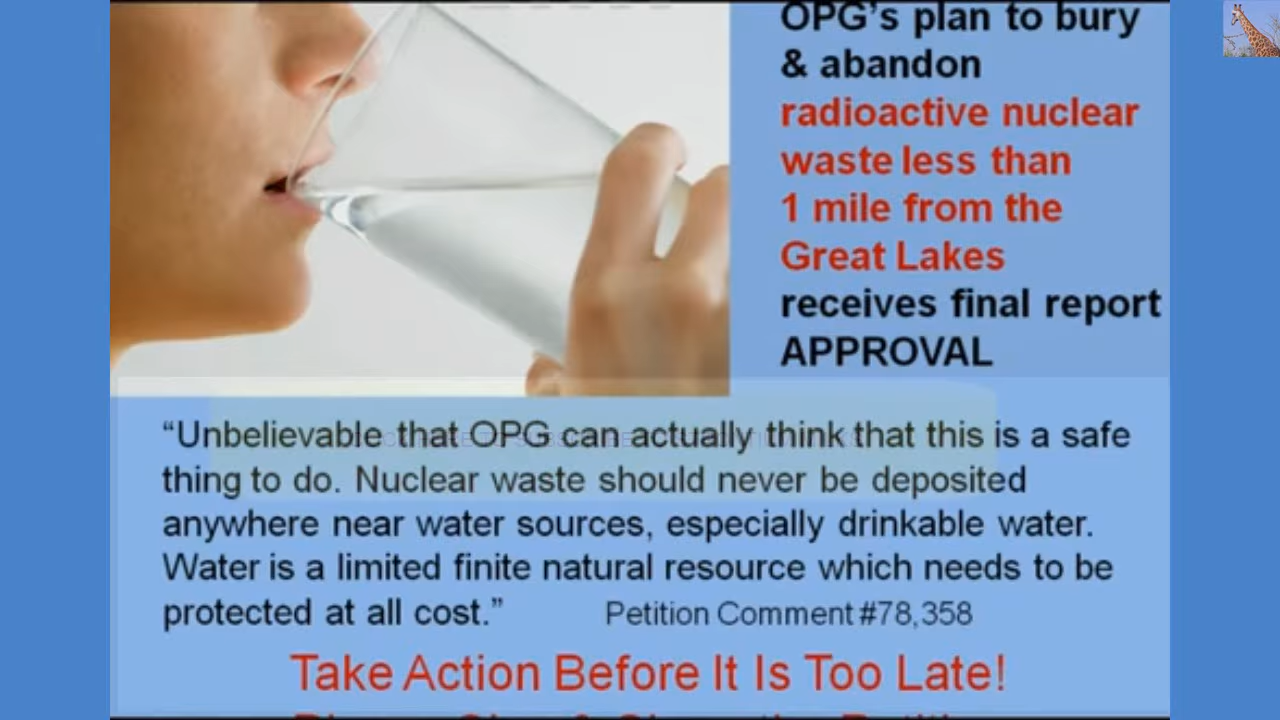 OPG's plan to bury
& abandon
radioactive nuclear
waste less than
1 mile from the
Great Lakes
receives final report
APPROVAL
“Unbelievable that OPG can actually think that this is a safe
thing to do. Nuclear waste should never be deposited
anywhere near water sources, especially drinkable water.
Water is a limited finite natural resource which needs to be
protected at all cost.” Petition Comment #78,358
Take Action Before It Is Too Late!